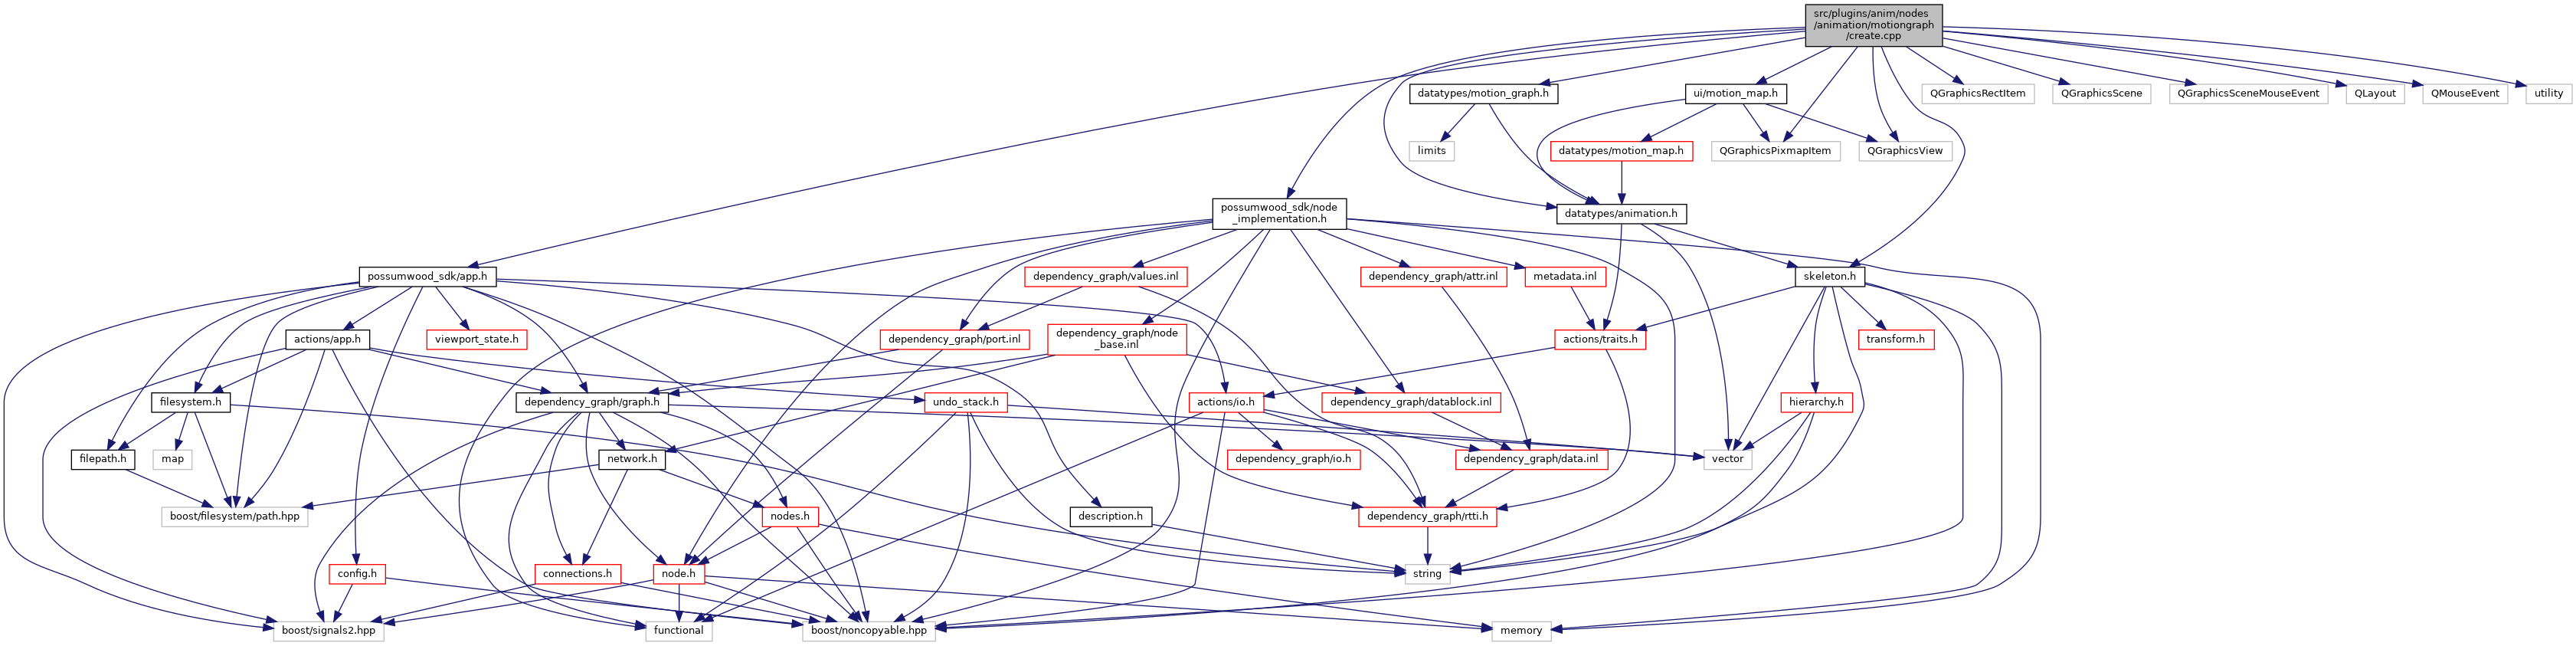 src/plugins/anim/nodes
/animation/motiongraph
/create.cpp
datatypes/motion_graph.h
ui/motion_map.h
QGraphicsRectItem
QGraphicsScene
QGraphicsSceneMouseEvent
QLayout
QMouseEvent
utility
limits
datatypes/motion_map.h
QGraphicsPixmapItem
QGraphicsView
possumwood_sdk/node
_implementation.h
datatypes/animation.h
possumwood_sdk/app.h
dependency_graph/values.inl
dependency_graph/attr.inl
metadata.inl
skeleton.h
actions/app.h
viewport_state.h
dependency_graph/port.inl
dependency_graph/node
_base.inl
actions/traits.h
transform.h
filesystem.h
dependency_graph/graph.h
undo_stack.h
actions/io.h
dependency_graph/datablock.inl
hierarchy.h
filepath.h
map
network.h
dependency_graph/io.h
dependency_graph/data.inl
vector
boost/filesystem/path.hpp
nodes.h
description.h
dependency_graph/rtti.h
config.h
connections.h
node.h
string
boost/signals2.hpp
functional
boost/noncopyable.hpp
memory